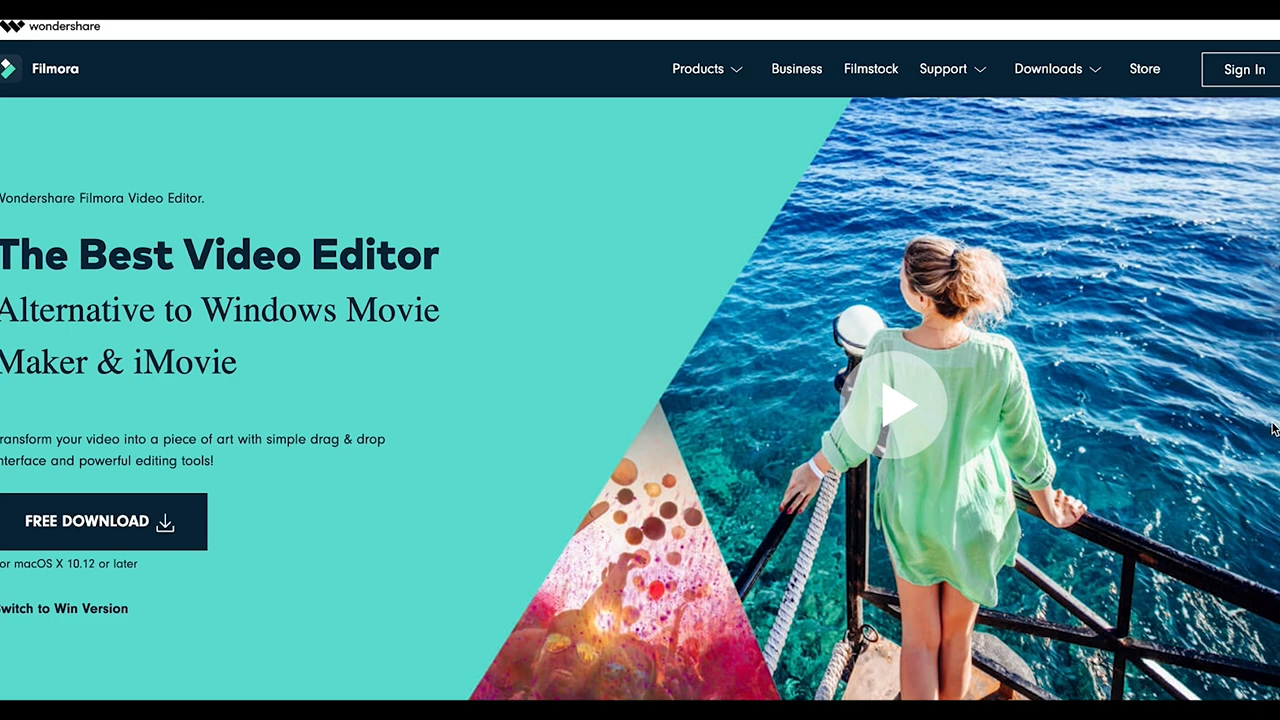 wondershare
Filmora
Products Business Filmstock Support Downloads Store Sign In
Wondershare Filmora Video Editor.
The Best Video Editor
Alternative to Windows Movie
Maker & iMovie
ransform your video into a piece of art with simple drag & drop
nterface and powerful editing tools!
FREE DOWNLOAD
or macOS X 10.12 or later
witch to Win Version